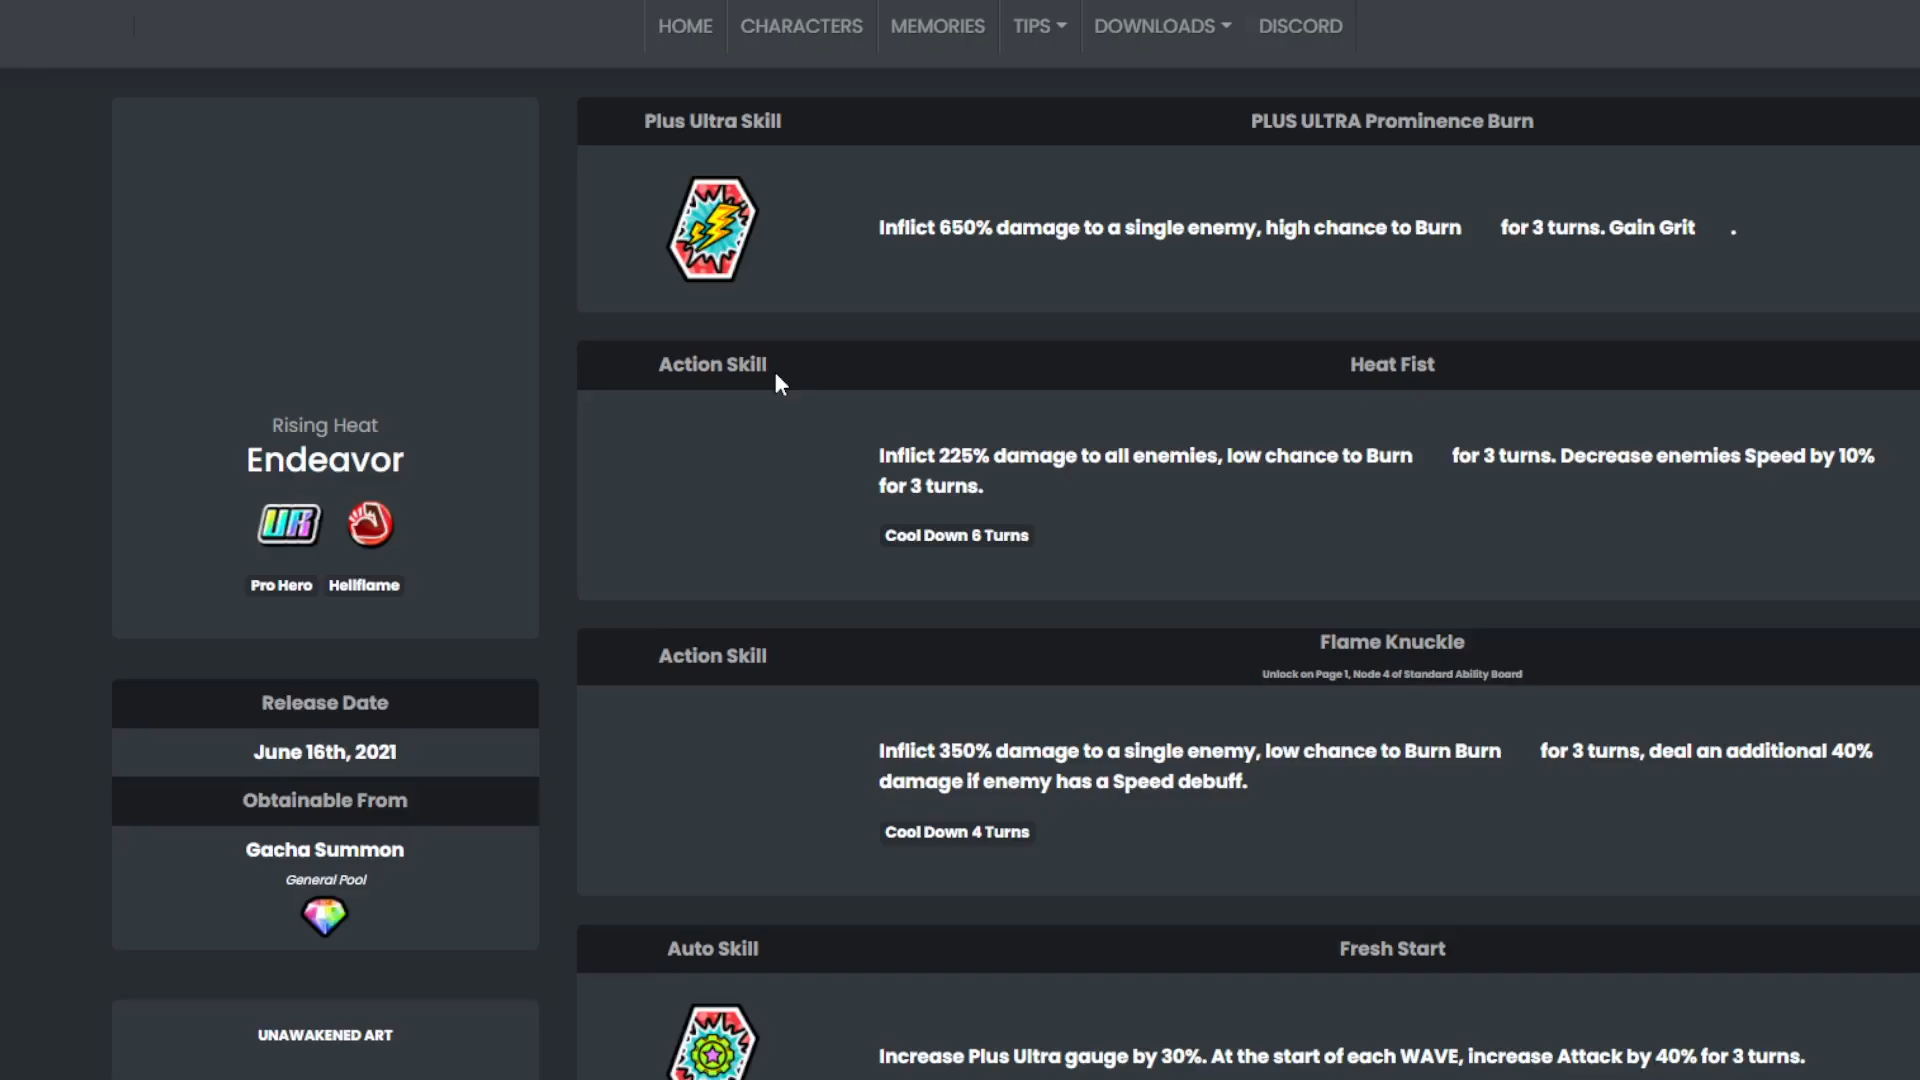 HOME CHARACTERS MEMORIES TIPS DOWNLOADS DISCORD
Rising Heat
Endeavor
UR
Pro Hero Hellflame
Release Date
June 16th, 2021
Obtainable From
Gacha Summon
General Pool
UNAWAKENED ART
Plus Ultra Skill PLUS ULTRA Prominence Burn
Inflict 650% damage to a single enemy, high chance to Burn for 3 turns. Gain Grit .
Action Skill Heat Fist
Inflict 225% damage to all enemies, low chance to Burn for 3 turns. Decrease enemies Speed by 10%
for 3 turns.
Cool Down 6 Turns
Action Skill Flame Knuckle
Unlock on Page 1, Node 4 of Standard Ability Board
Inflict 350% damage to a single enemy, low chance to Burn Burn for 3 turns, deal an additional 40%
damage if enemy has a Speed debuff.
Cool Down 4 Turns
Auto Skill Fresh Start
Increase Plus Ultra gauge by 30%. At the start of each WAVE, increase Attack by 40% for 3 turns.